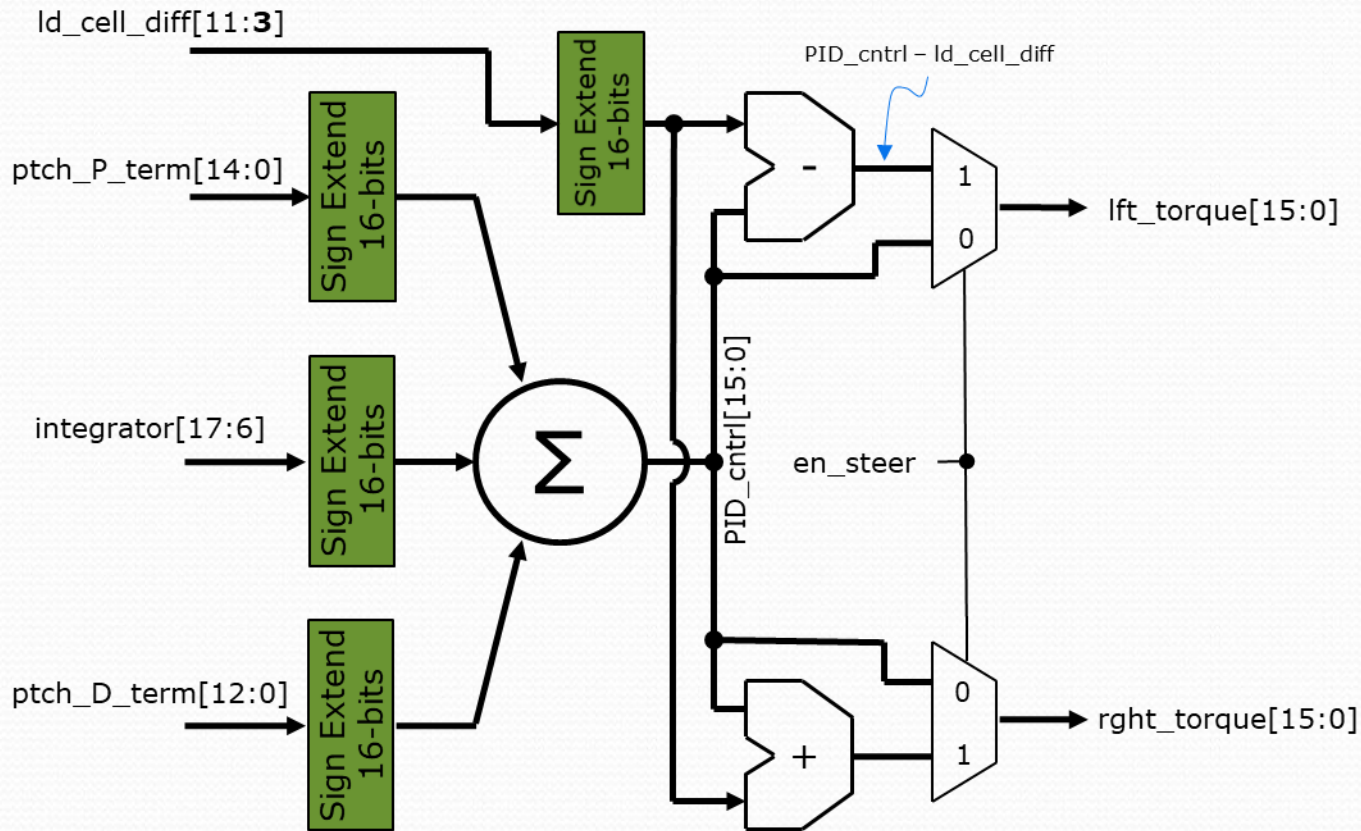 ld_cell_diff[11:3]
Sign Extend
16-bits
PID_cntrl – ld_cell_diff
ptch_P_term[14:0]
Sign Extend
16-bits
-
1
0
lft_torque[15:0]
integrator[17:6]
Sign Extend
16-bits
Σ
PID_cntrl[15:0]
en_steer
ptch_D_term[12:0]
Sign Extend
16-bits
+
0
1
rght_torque[15:0]